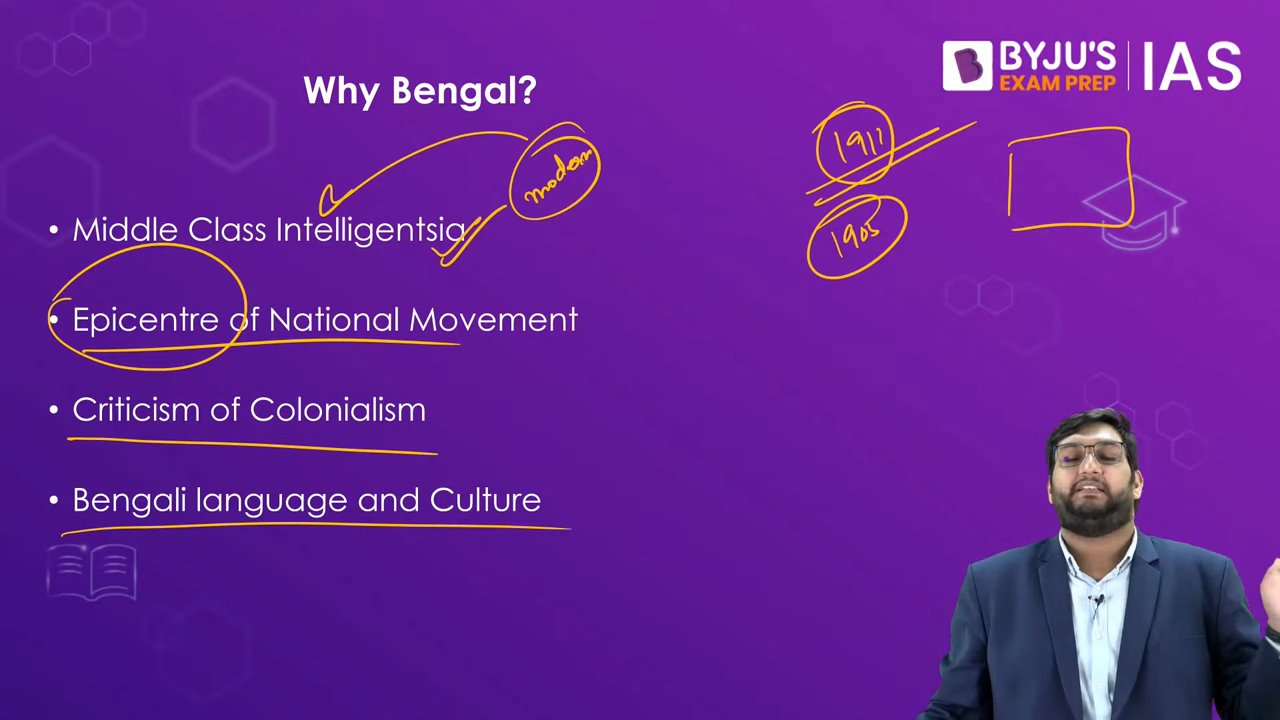 Why Bengal?
BYJU'S
EXAM PREP
IAS
1911
modern
• Middle Class Intelligentsia
1905
• Epicentre of National Movement
• Criticism of Colonialism
• Bengali language and Culture